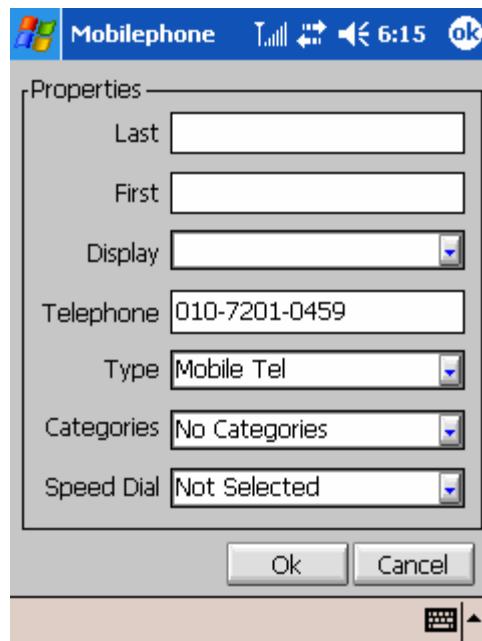 Mobilephone 6:15 ok
Properties
Last
First
Display
Telephone 010-7201-0459
Type Mobile Tel
Categories No Categories
Speed Dial Not Selected
Ok Cancel